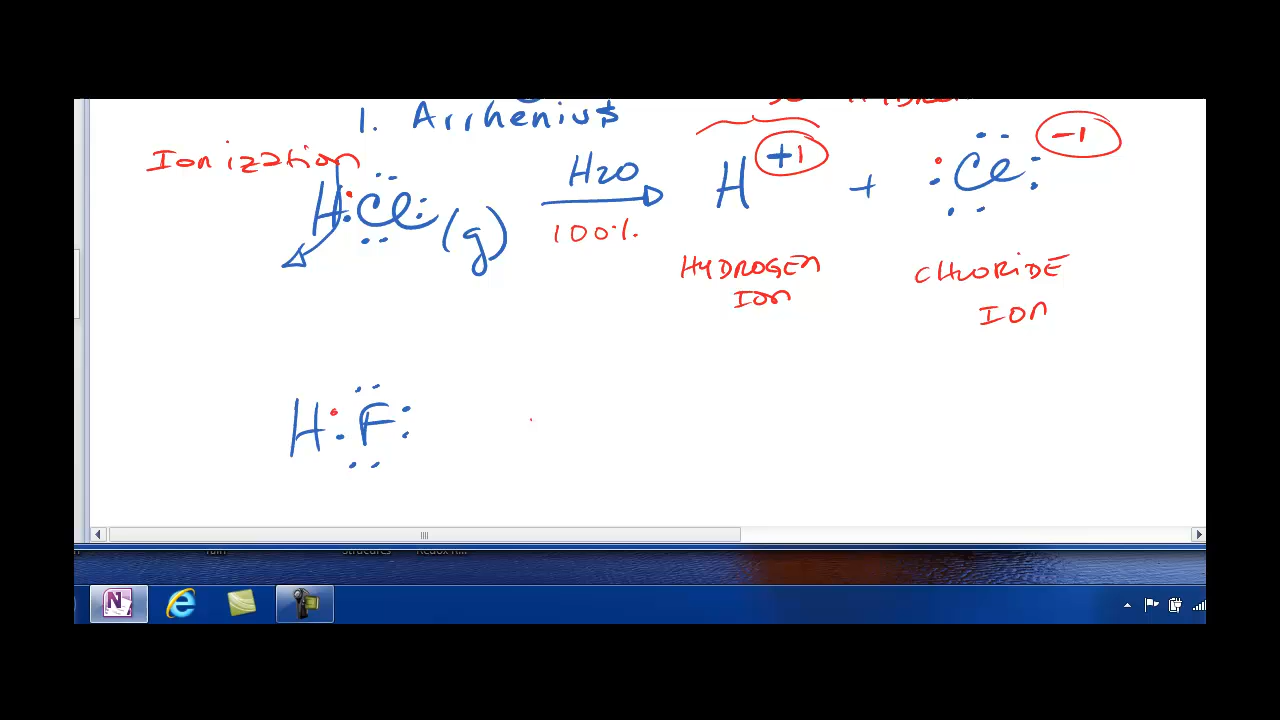 1. Arrhenius
Ionization
H:Cl: (g) H2O 100% H +1 + :Cl: -1
HYDROGEN ION
CHLORIDE ION
H:F: